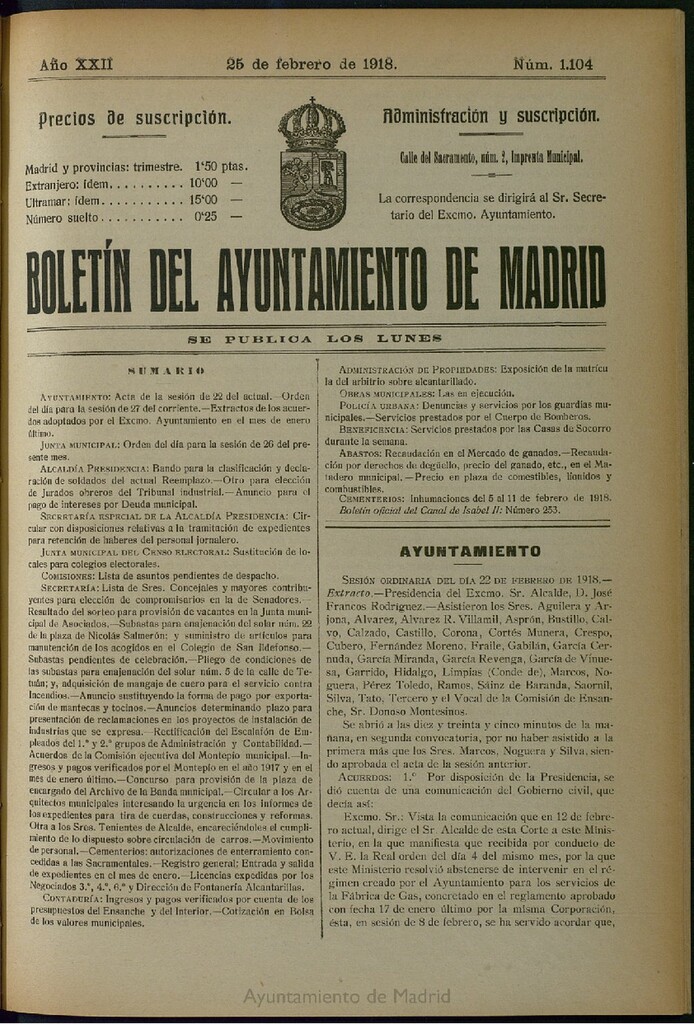 Año XXII
25 de febrero de 1918.
Núm. 1.104
Precios de suscripción.
Madrid y provincias: trimestre. 1'50 ptas.
Extranjero: ídem.......... 10'00 —
Ultramar: ídem.......... 15'00 —
Número suelto.......... 0'25 —
Administración y suscripción.
Calle del Sacramento, núm. 2, Imprenta Municipal.
La correspondencia se dirigirá al Sr. Secre-
tario del Excmo. Ayuntamiento.
BOLETÍN DEL AYUNTAMIENTO DE MADRID
SE PUBLICA LOS LUNES
SUMARIO
AYUNTAMIENTO: Acta de la sesión de 22 del actual.—Orden
del día para la sesión de 27 del corriente.—Extractos de los acuer-
dos adoptados por el Excmo. Ayuntamiento en el mes de enero
último.
JUNTA MUNICIPAL: Orden del día para la sesión de 26 del pre-
sente mes.
ALCALDÍA PRESIDENCIA: Bando para la clasificación y decla-
ración de soldados del actual Reemplazo.—Otro para elección
de Jurados obreros del Tribunal industrial.—Anuncio para el
pago de intereses por Deuda municipal.
SECRETARÍA ESPECIAL DE LA ALCALDÍA PRESIDENCIA: Cir-
cular con disposiciones relativas a la tramitación de expedientes
para retención de haberes del personal jornalero.
JUNTA MUNICIPAL DEL CENSO ELECTORAL: Sustitución de lo-
cales para colegios electorales.
COMISIONES: Lista de asuntos pendientes de despacho.
SECRETARÍA: Lista de Sres. Concejales y mayores contribu-
yentes para elección de compromisarios en la de Senadores.—
Resultado del sorteo para provisión de vacantes en la Junta muni-
cipal de Asociados.—Subastas para enajenación del solar núm. 22
de la plaza de Nicolás Salmerón; y suministro de artículos para
manutención de los acogidos en el Colegio de San Ildefonso.—
Subastas pendientes de celebración.—Pliego de condiciones de
las subastas para enajenación del solar núm. 5 de la calle de Te-
tuán; y, adquisición de mangaje de cuero para el servicio contra
Incendios.—Anuncio sustituyendo la forma de pago por exporta-
ción de mantecas y tocinos.—Anuncios determinando plazo para
presentación de reclamaciones en los proyectos de instalación de
industrias que se expresa.—Rectificación del Escalafón de Em-
pleados del 1.º y 2.º grupos de Administración y Contabilidad.—
Acuerdos de la Comisión ejecutiva del Montepío municipal.—In-
gresos y pagos verificados por el Montepío en el año 1917 y en el
mes de enero último.—Concurso para provisión de la plaza de
encargado del Archivo de la Banda municipal.—Circular a los Ar-
quitectos municipales interesando la urgencia en los informes de
los expedientes para tira de cuerdas, construcciones y reformas.
Otra a los Sres. Tenientes de Alcalde, encareciéndoles el cumpli-
miento de lo dispuesto sobre circulación de carros.—Movimiento
de personal.—Cementerios: autorizaciones de enterramiento con-
cedidas a las Sacramentales.—Registro general; Entrada y salida
de expedientes en el mes de enero.—Licencias expedidas por los
Negociados 3.º, 4.º, 6.º y Dirección de Fontanería Alcantarillas.
CONTADURÍA: Ingresos y pagos verificados por cuenta de los
presupuestos del Ensanche y del Interior.—Cotización en Bolsa
de los valores municipales.
ADMINISTRACIÓN DE PROPIEDADES: Exposición de la matrícu
la del arbitrio sobre alcantarillado.
OBRAS MUNICIPALES: Las en ejecución.
POLICÍA URBANA: Denuncias y servicios por los guardias mu-
nicipales.—Servicios prestados por el Cuerpo de Bomberos.
BENEFICENCIA: Servicios prestados por las Casas de Socorro
durante la semana.
ABASTOS: Recaudación en el Mercado de ganados.—Recauda-
ción por derechos de degüello, precio del ganado, etc., en el Ma-
tadero municipal.—Precio en plaza de comestibles, líquidos y
combustibles.
CEMENTERIOS: Inhumaciones del 5 al 11 de febrero de 1918.
Boletín oficial del Canal de Isabel II: Número 253.
AYUNTAMIENTO
SESIÓN ORDINARIA DEL DÍA 22 DE FEBRERO DE 1918.—
Extracto.—Presidencia del Excmo. Sr. Alcalde, D. José
Francos Rodríguez.—Asistieron los Sres. Aguilera y Ar-
jona, Alvarez, Alvarez R. Villamil, Asprón, Bustillo, Cal-
vo, Calzado, Castillo, Corona, Cortés Munera, Crespo,
Cubero, Fernández Moreno, Fraile, Gabilán, García Cer-
nuda, García Miranda, García Revenga, García de Vinue-
sa, Garrido, Hidalgo, Limpias (Conde de), Marcos, No-
guera, Pérez Toledo, Ramos, Sáinz de Baranda, Saornil,
Silva, Tato, Tercero y el Vocal de la Comisión de Ensan-
che, Sr. Donoso Montesinos.
Se abrió a las diez y treinta y cinco minutos de la ma-
ñana, en segunda convocatoria, por no haber asistido a la
primera más que los Sres. Marcos, Noguera y Silva, sien-
do aprobada el acta de la sesión anterior.
ACUERDOS: 1.º Por disposición de la Presidencia, se
dió cuenta de una comunicación del Gobierno civil, que
decía así:
Excmo. Sr.: Vista la comunicación que en 12 de febre-
ro actual, dirige el Sr. Alcalde de esta Corte a este Minis-
terio, en la que manifiesta que recibida por conducto de
V. E. la Real orden del día 4 del mismo mes, por la que
este Ministerio resolvió abstenerse de intervenir en el ré-
gimen creado por el Ayuntamiento para los servicios de
la Fábrica de Gas, concretado en el reglamento aprobado
con fecha 17 de enero último por la misma Corporación,
ésta, en sesión de 8 de febrero, se ha servido acordar que,
Ayuntamiento de Madrid